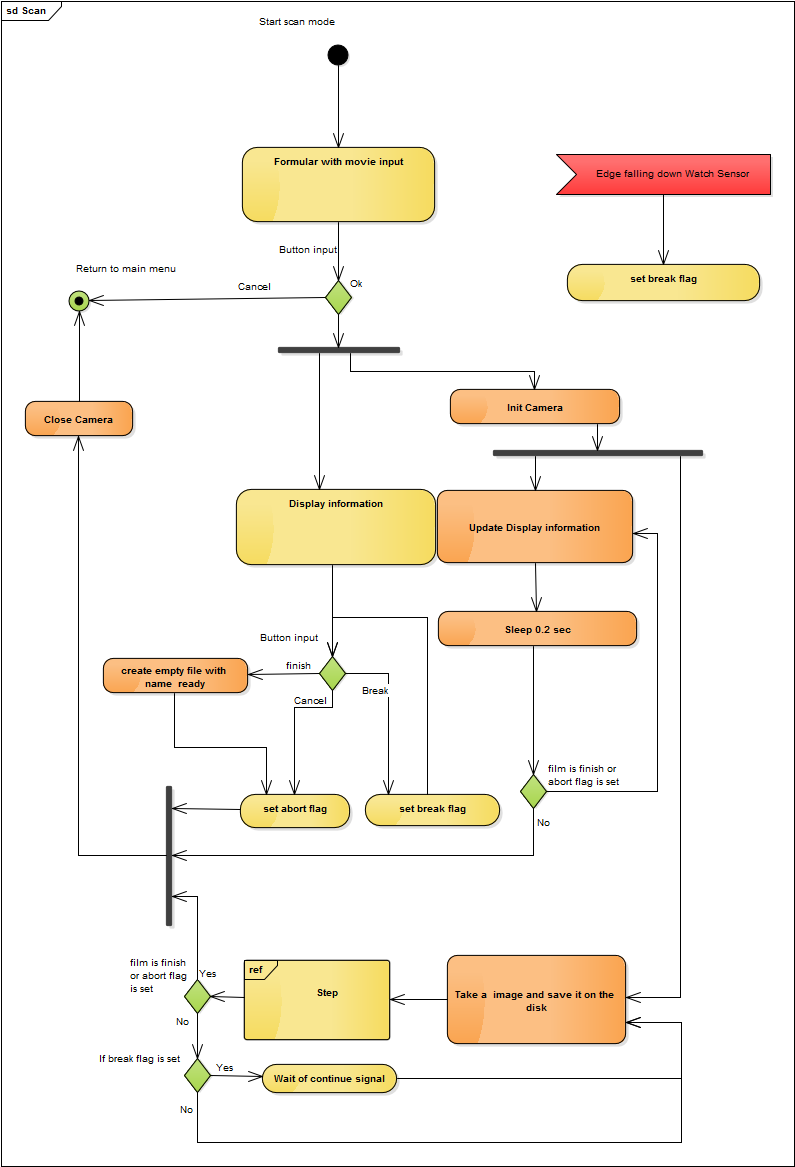 sd Scan
Start scan mode
Formular with movie input
Edge falling down Watch Sensor
Button input
Return to main menu
set break flag
Cancel
Ok
Close Camera
Init Camera
Display information
Update Display information
Sleep 0.2 sec
Button input
create empty file with
name ready
finish
Cancel
Break
film is finish or
abort flag is set
set abort flag
set break flag
No
film is finish
or abort flag
is set
Yes
ref
Step
Take a image and save it on the
disk
No
If break flag is set
Yes
Wait of continue signal
No